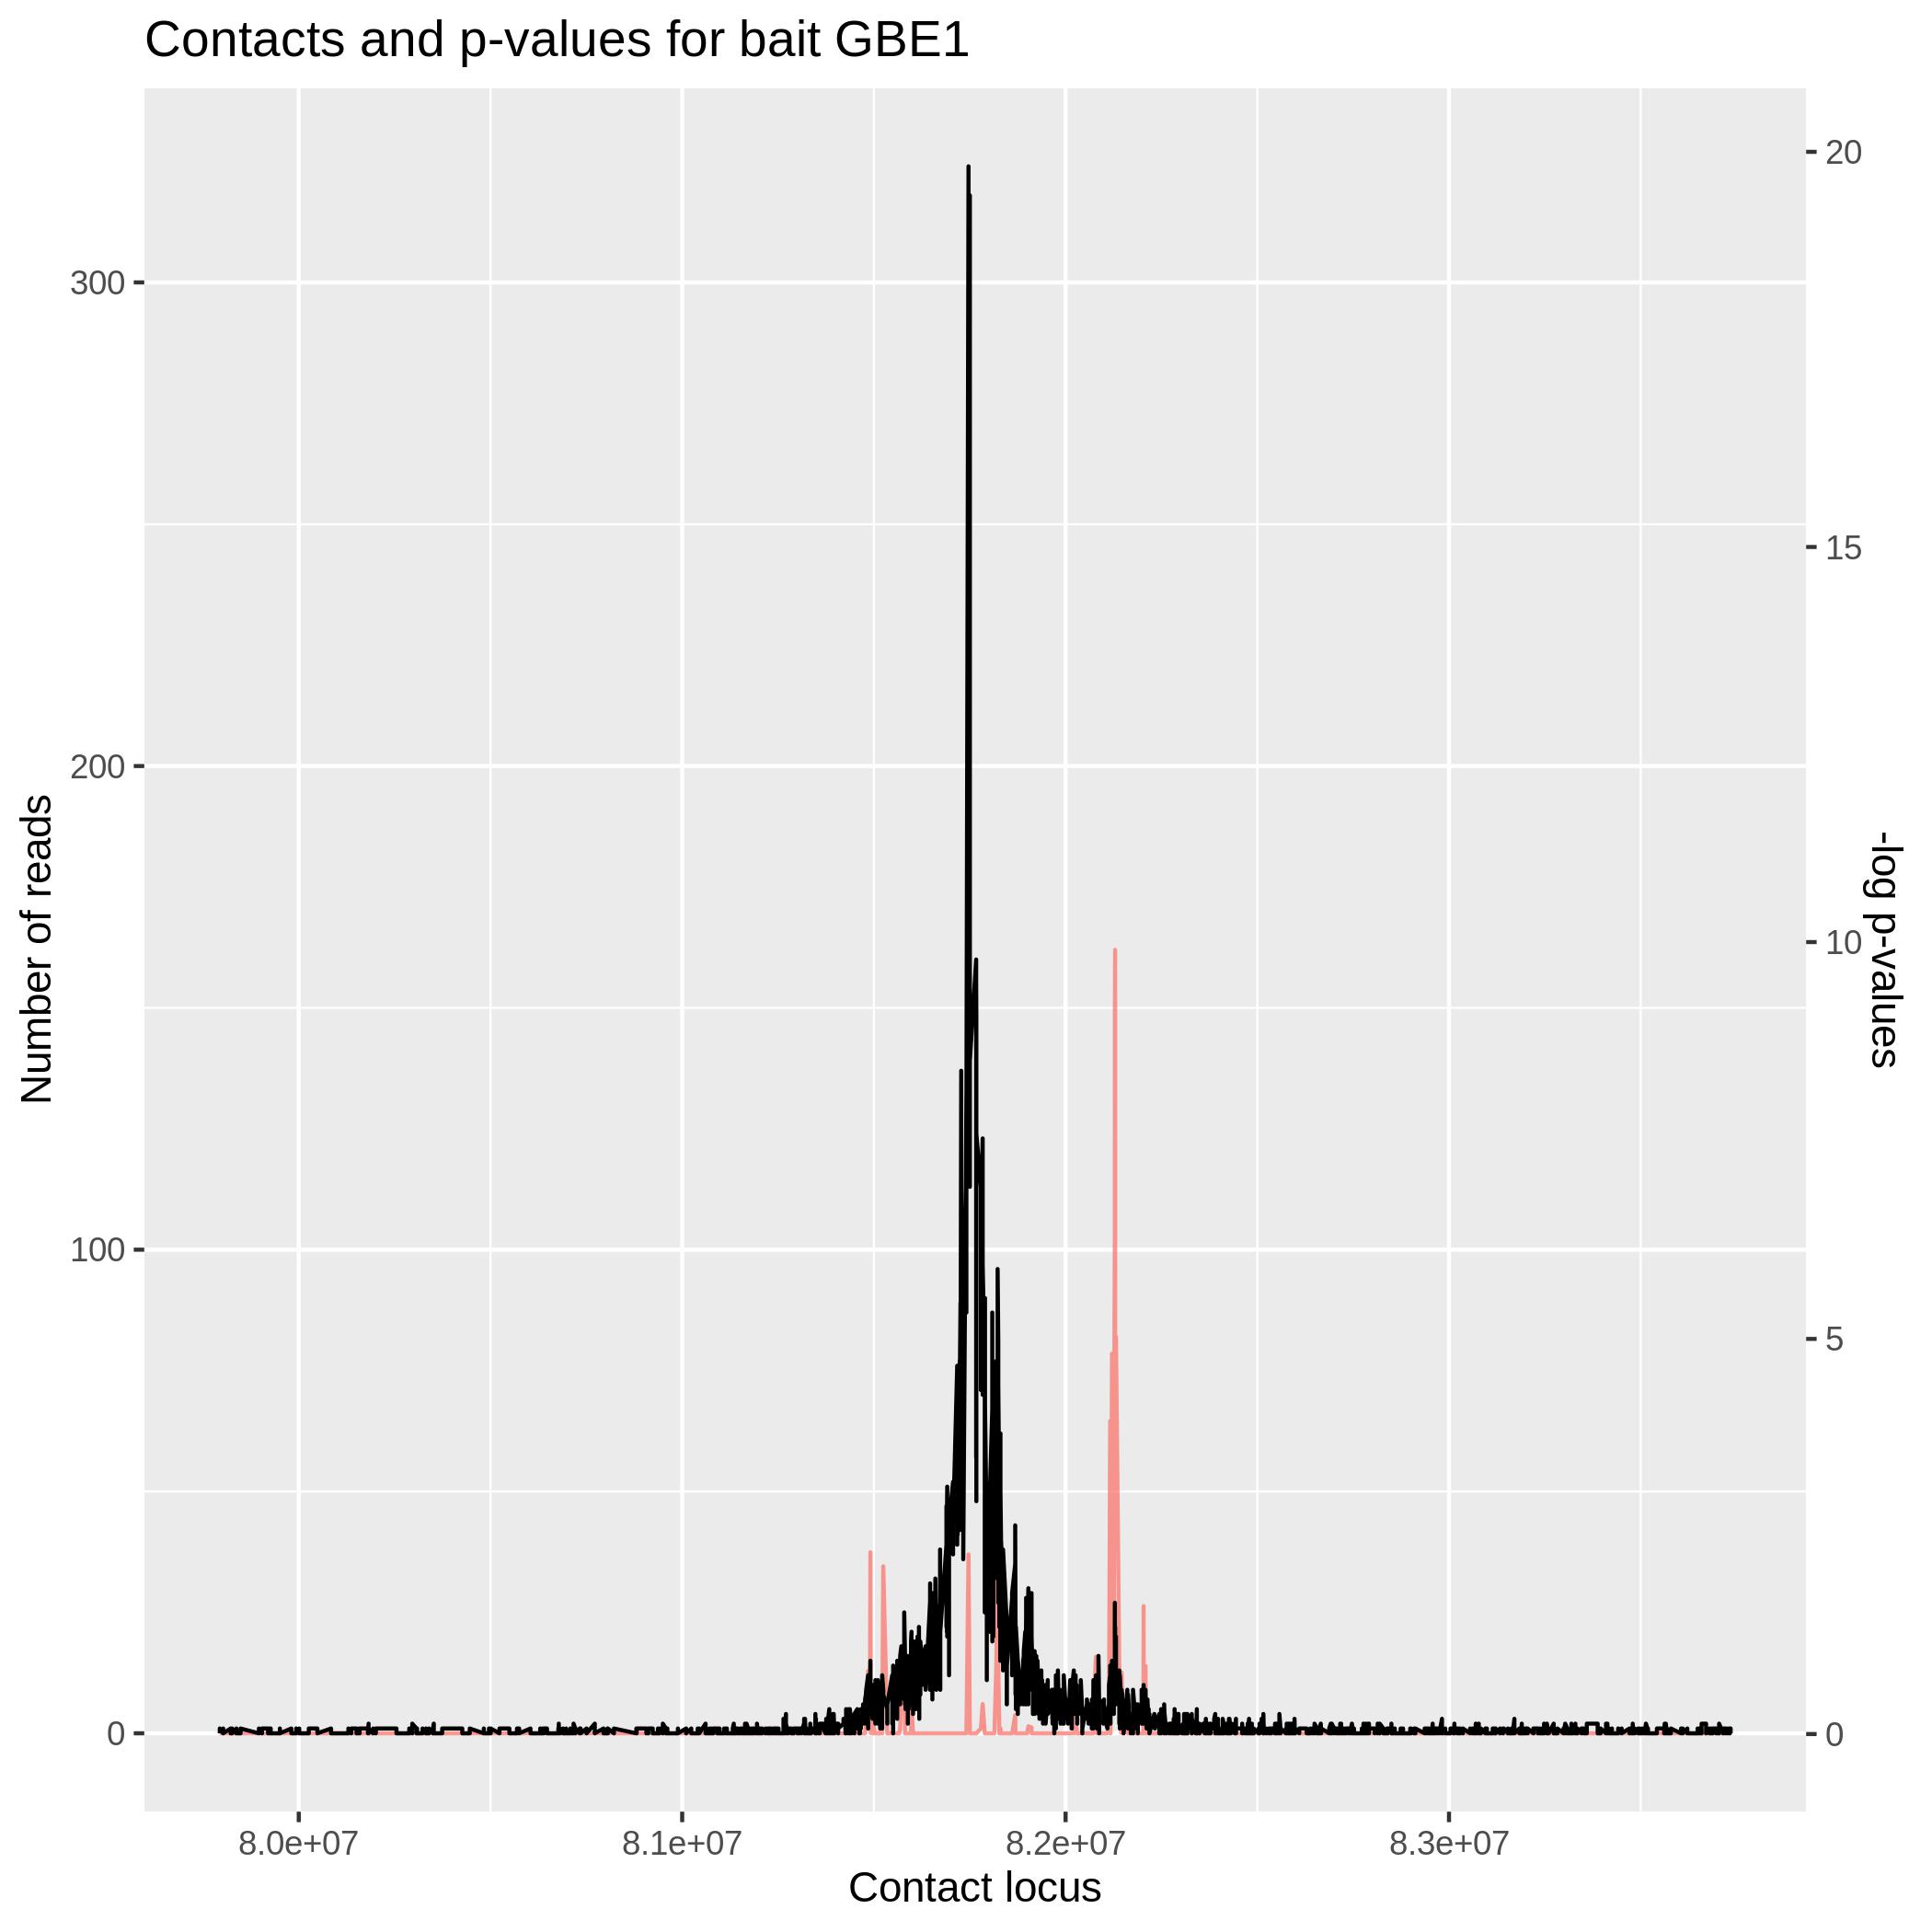 Contacts and p-values for bait GBE1
Number of reads
300
200
100
0
20
15
10
5
0
-log p-values
8.0e+07
8.1e+07
8.2e+07
8.3e+07
Contact locus